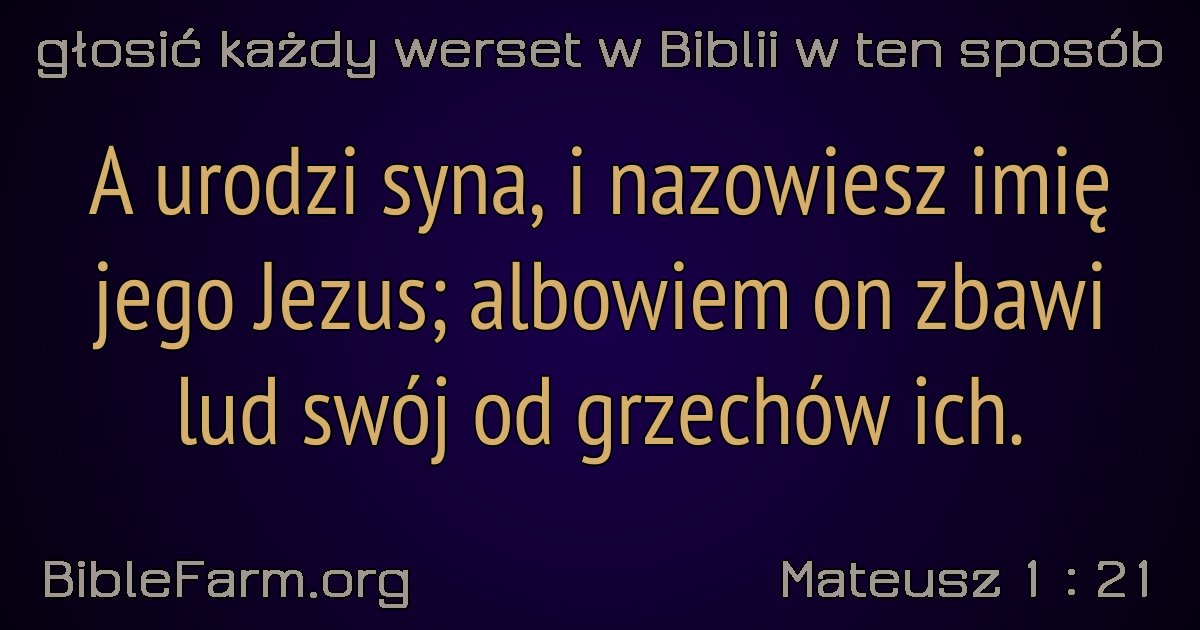 głosić każdy werset w Biblii w ten sposób
A urodzi syna, i nazowiesz imię
jego Jezus; albowiem on zbawi
lud swój od grzechów ich.
BibleFarm.org
Mateusz 1 : 21